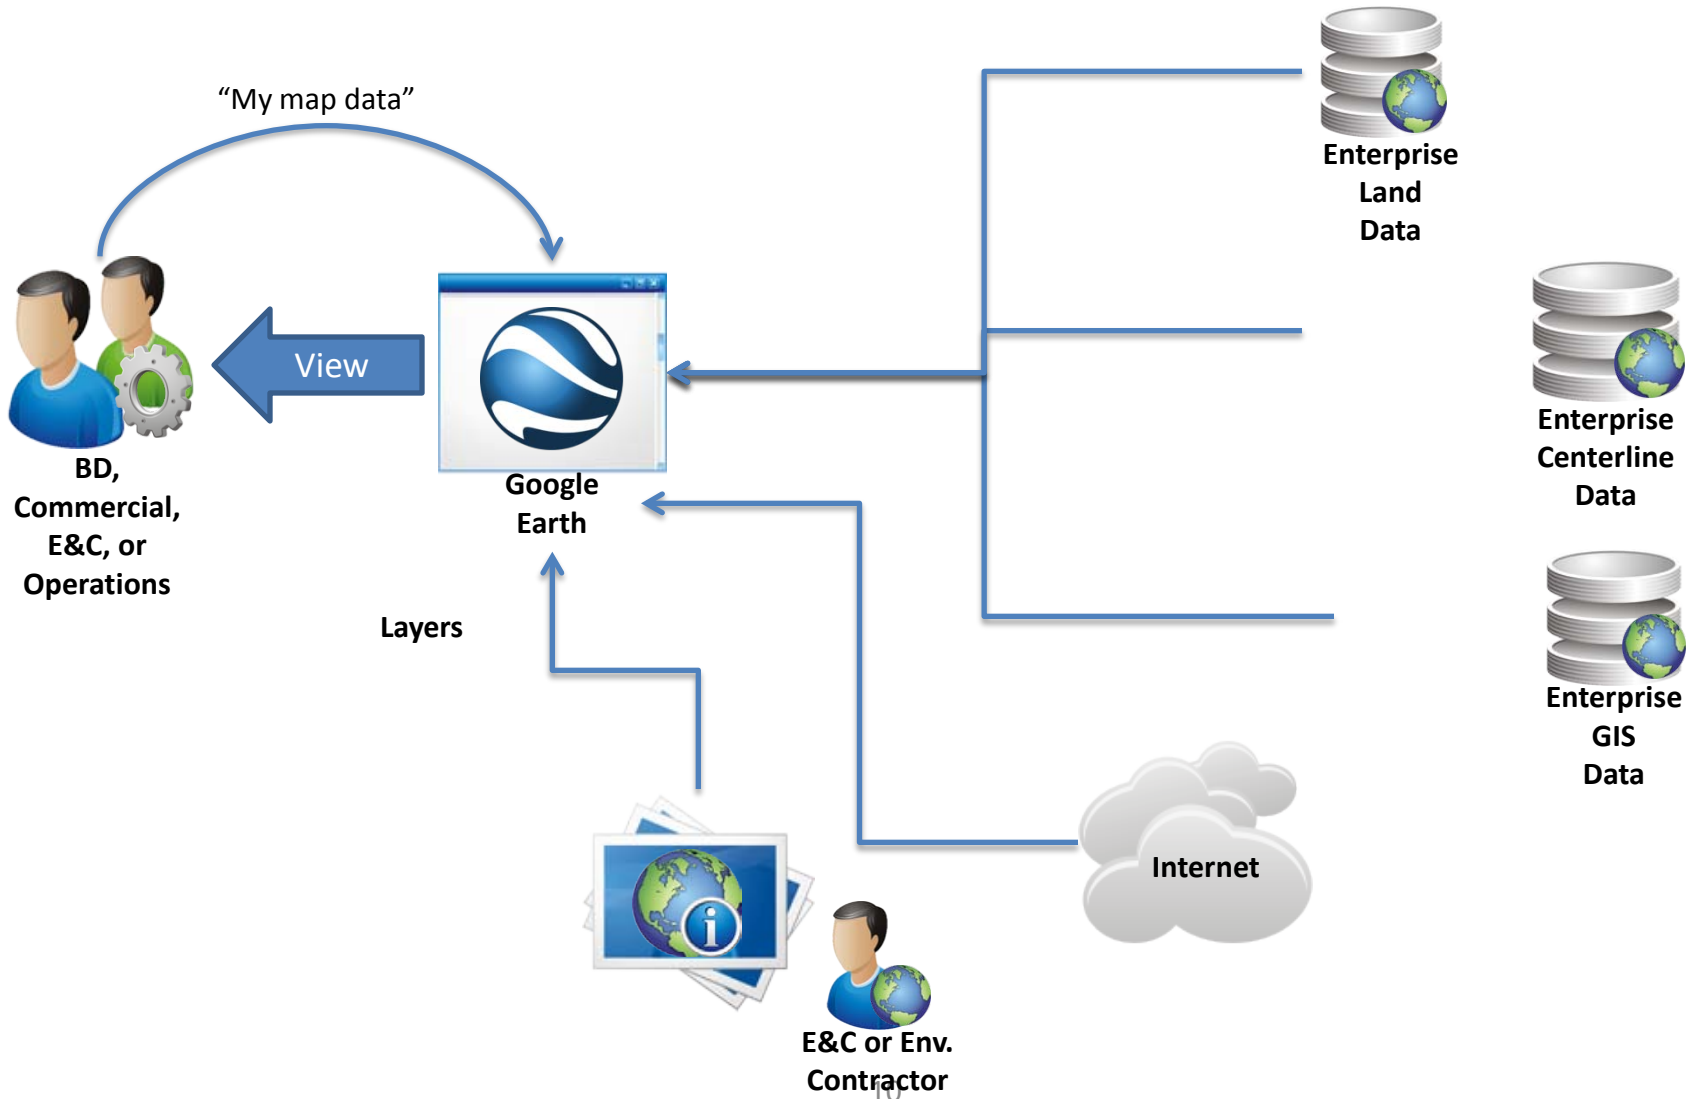 “My map data”
Enterprise
Land
Data
View
Enterprise
Centerline
Data
BD,
Commercial,
E&C, or
Operations
Google
Earth
Layers
Enterprise
GIS
Data
Internet
i
E&C or Env.
Contractor
10